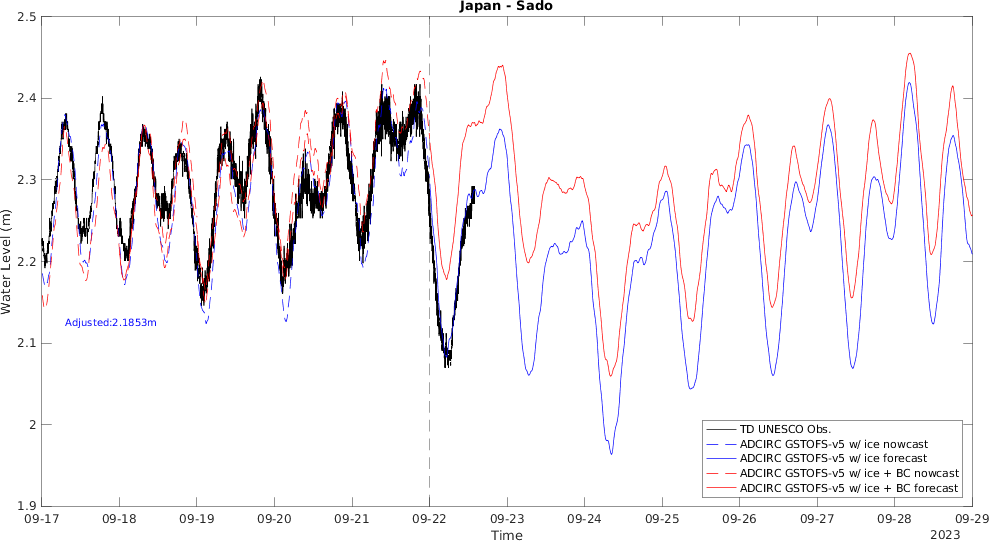 Japan - Sado
2.5
2.4
2.3
2.2
2.1
2
1.9
Water Level (m)
Adjusted:2.1853m
TD UNESCO Obs.
ADCIRC GSTOFS-v5 w/ ice nowcast
ADCIRC GSTOFS-v5 w/ ice forecast
ADCIRC GSTOFS-v5 w/ ice + BC nowcast
ADCIRC GSTOFS-v5 w/ ice + BC forecast
09-17 09-18 09-19 09-20 09-21 09-22 09-23 09-24 09-25 09-26 09-27 09-28 09-29
Time
2023